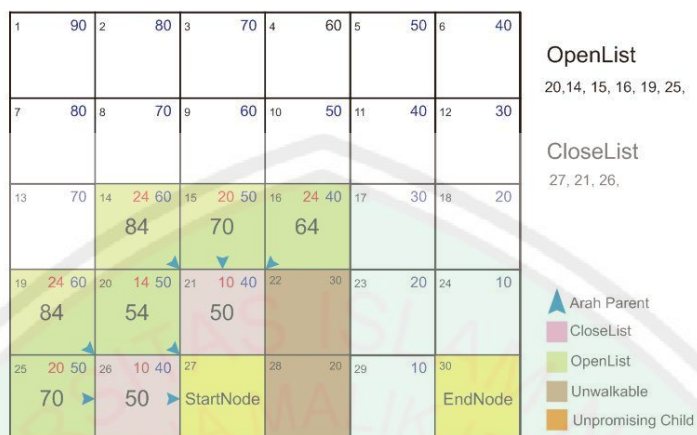 1 90 2 80 3 70 4 60 5 50 6 40
OpenList
20,14, 15, 16, 19, 25,
7 80 8 70 9 60 10 50 11 40 12 30
CloseList
27, 21, 26,
13 70 14 24 60 15 20 50 16 24 40 17 30 18 20
84 70 64
19 24 60 20 14 50 21 10 40 22 30 23 20 24 10
84 54 50
25 20 50 26 10 40 27 28 20 29 10 30
70 50 StartNode EndNode
Arah Parent
CloseList
OpenList
Unwalkable
Unpromising Child